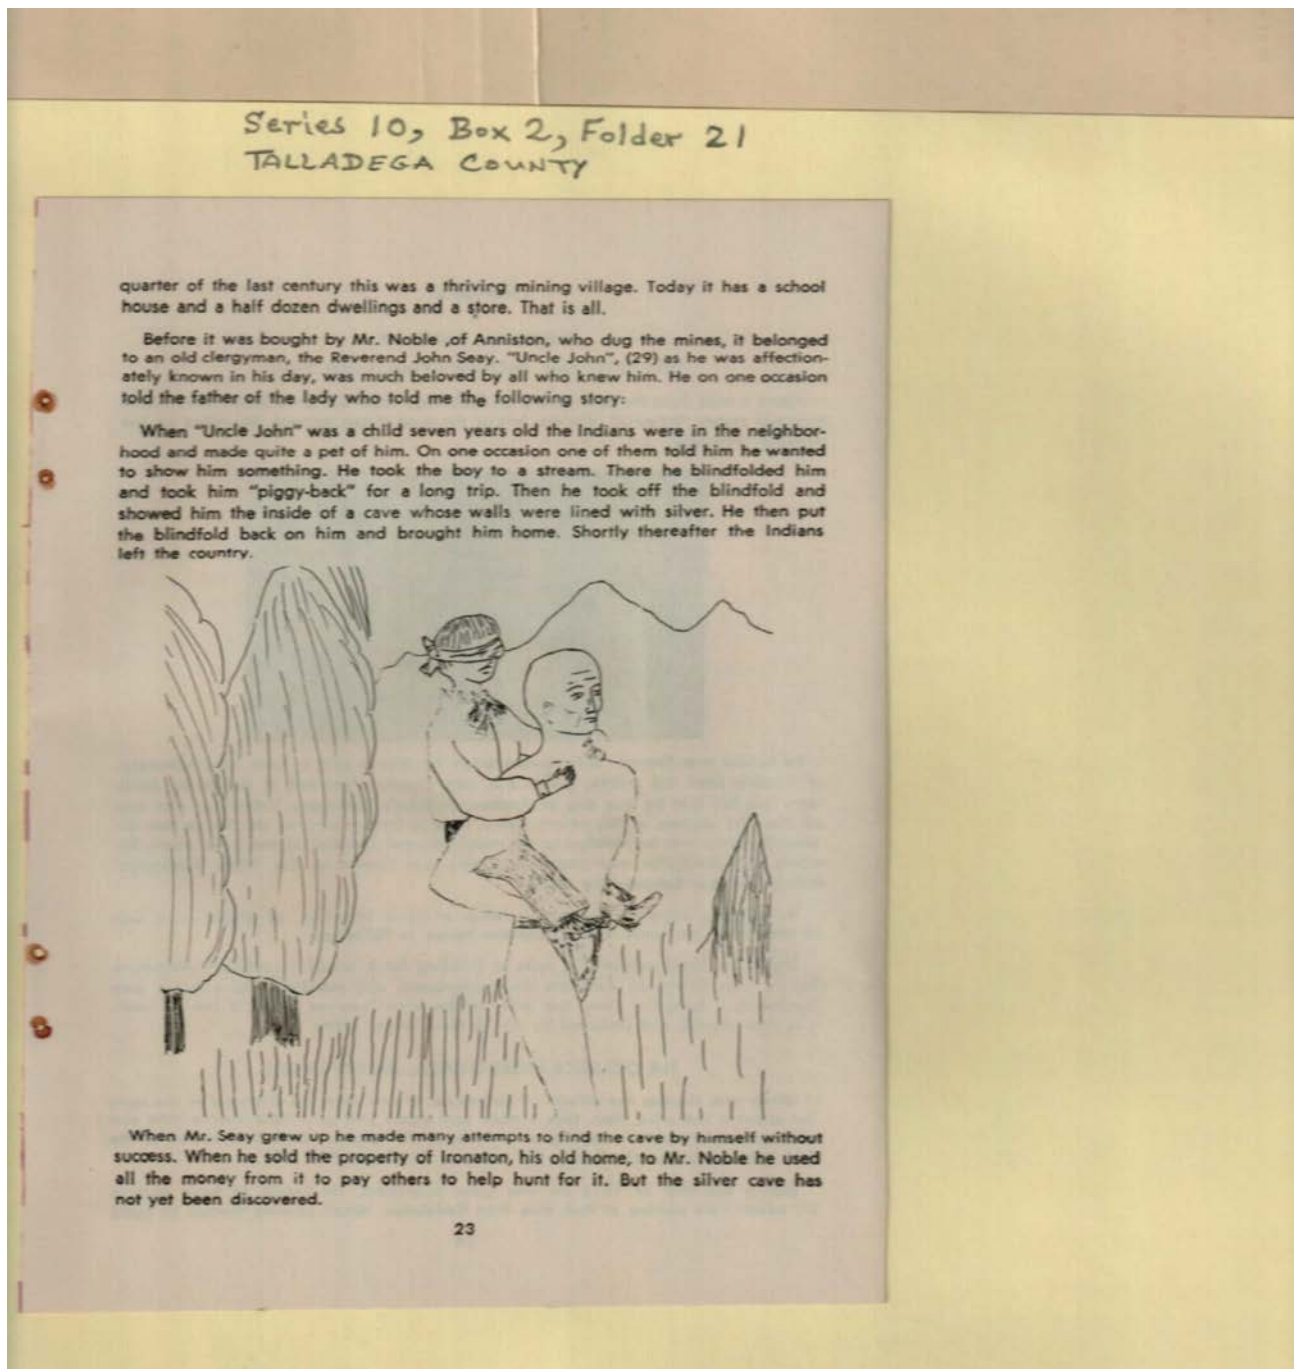 Series 10, Box 2, Folder 21
TALLADEGA COUNTY
quarter of the last century this was a thriving mining village. Today it has a school
house and a half dozen dwellings and a store. That is all.
Before it was bought by Mr. Noble ,of Anniston, who dug the mines, it belonged
to an old clergyman, the Reverend John Seay. "Uncle John", (29) as he was affection-
ately known in his day, was much beloved by all who knew him. He on one occasion
told the father of the lady who told me the following story:
When "Uncle John" was a child seven years old the Indians were in the neighbor-
hood and made quite a pet of him. On one occasion one of them told him he wanted
to show him something. He took the boy to a stream. There he blindfolded him
and took him "piggy-back" for a long trip. Then he took off the blindfold and
showed him the inside of a cave whose walls were lined with silver. He then put
the blindfold back on him and brought him home. Shortly thereafter the Indians
left the country.
When Mr. Seay grew up he made many attempts to find the cave by himself without
success. When he sold the property of Ironaton, his old home, to Mr. Noble he used
all the money from it to pay others to help hunt for it. But the silver cave has
not yet been discovered.
23